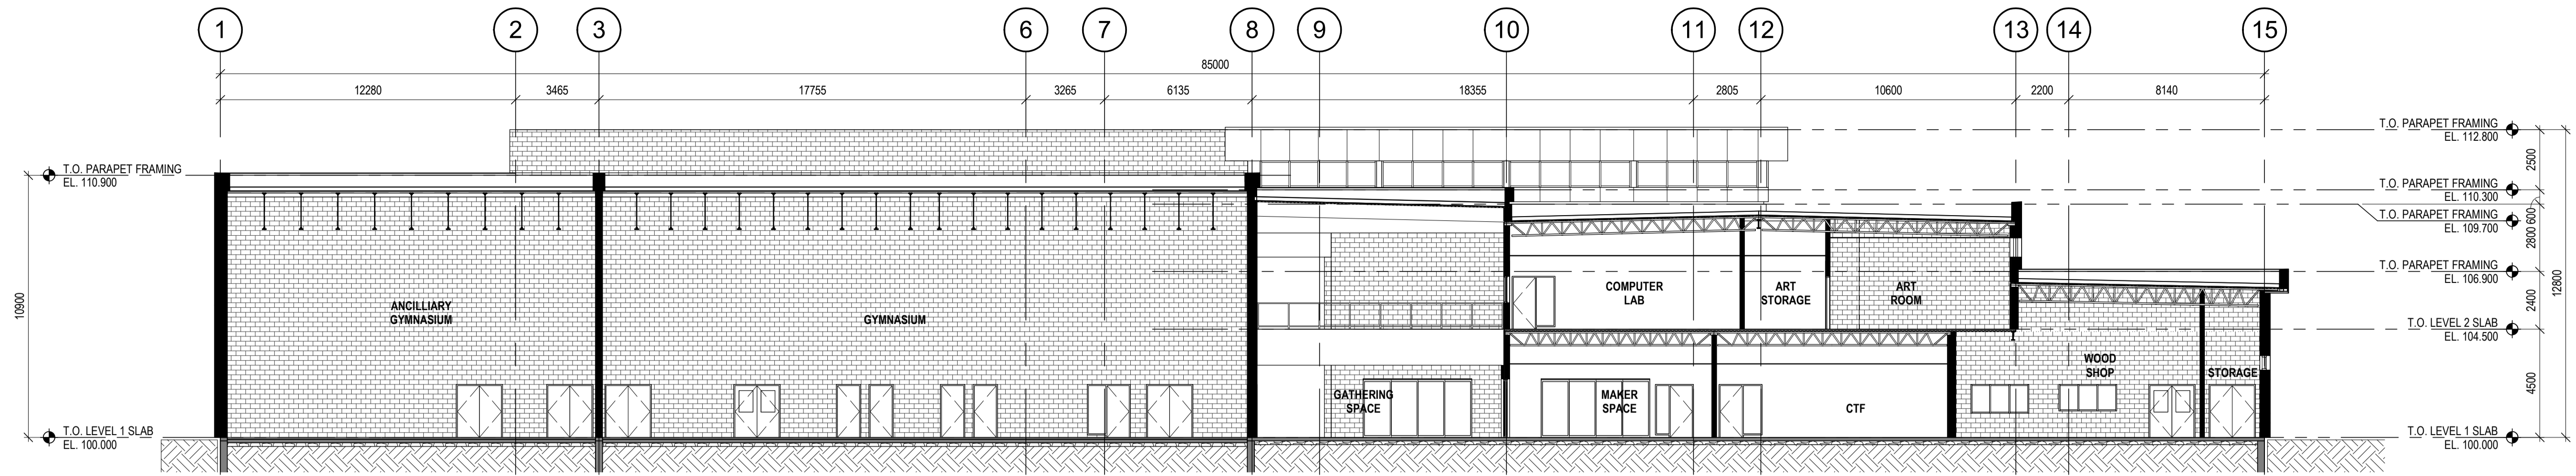 1 2 3 6 7 8 9 10 11 12 13 14 15
85000
12280 3465 17755 3265 6135 18355 2805 10600 2200 8140
T.O. PARAPET FRAMING
EL. 112.800
T.O. PARAPET FRAMING
EL. 110.900
T.O. PARAPET FRAMING
EL. 110.300
T.O. PARAPET FRAMING
EL. 109.700
T.O. PARAPET FRAMING
EL. 106.900
T.O. LEVEL 2 SLAB
EL. 104.500
T.O. LEVEL 1 SLAB
EL. 100.000
T.O. LEVEL 1 SLAB
EL. 100.000
10900
2500
600
2800
2400
4500
12800
ANCILLIARY
GYMNASIUM
GYMNASIUM
COMPUTER
LAB
ART
STORAGE
ART
ROOM
GATHERING
SPACE
MAKER
SPACE
CTF
WOOD
SHOP
STORAGE